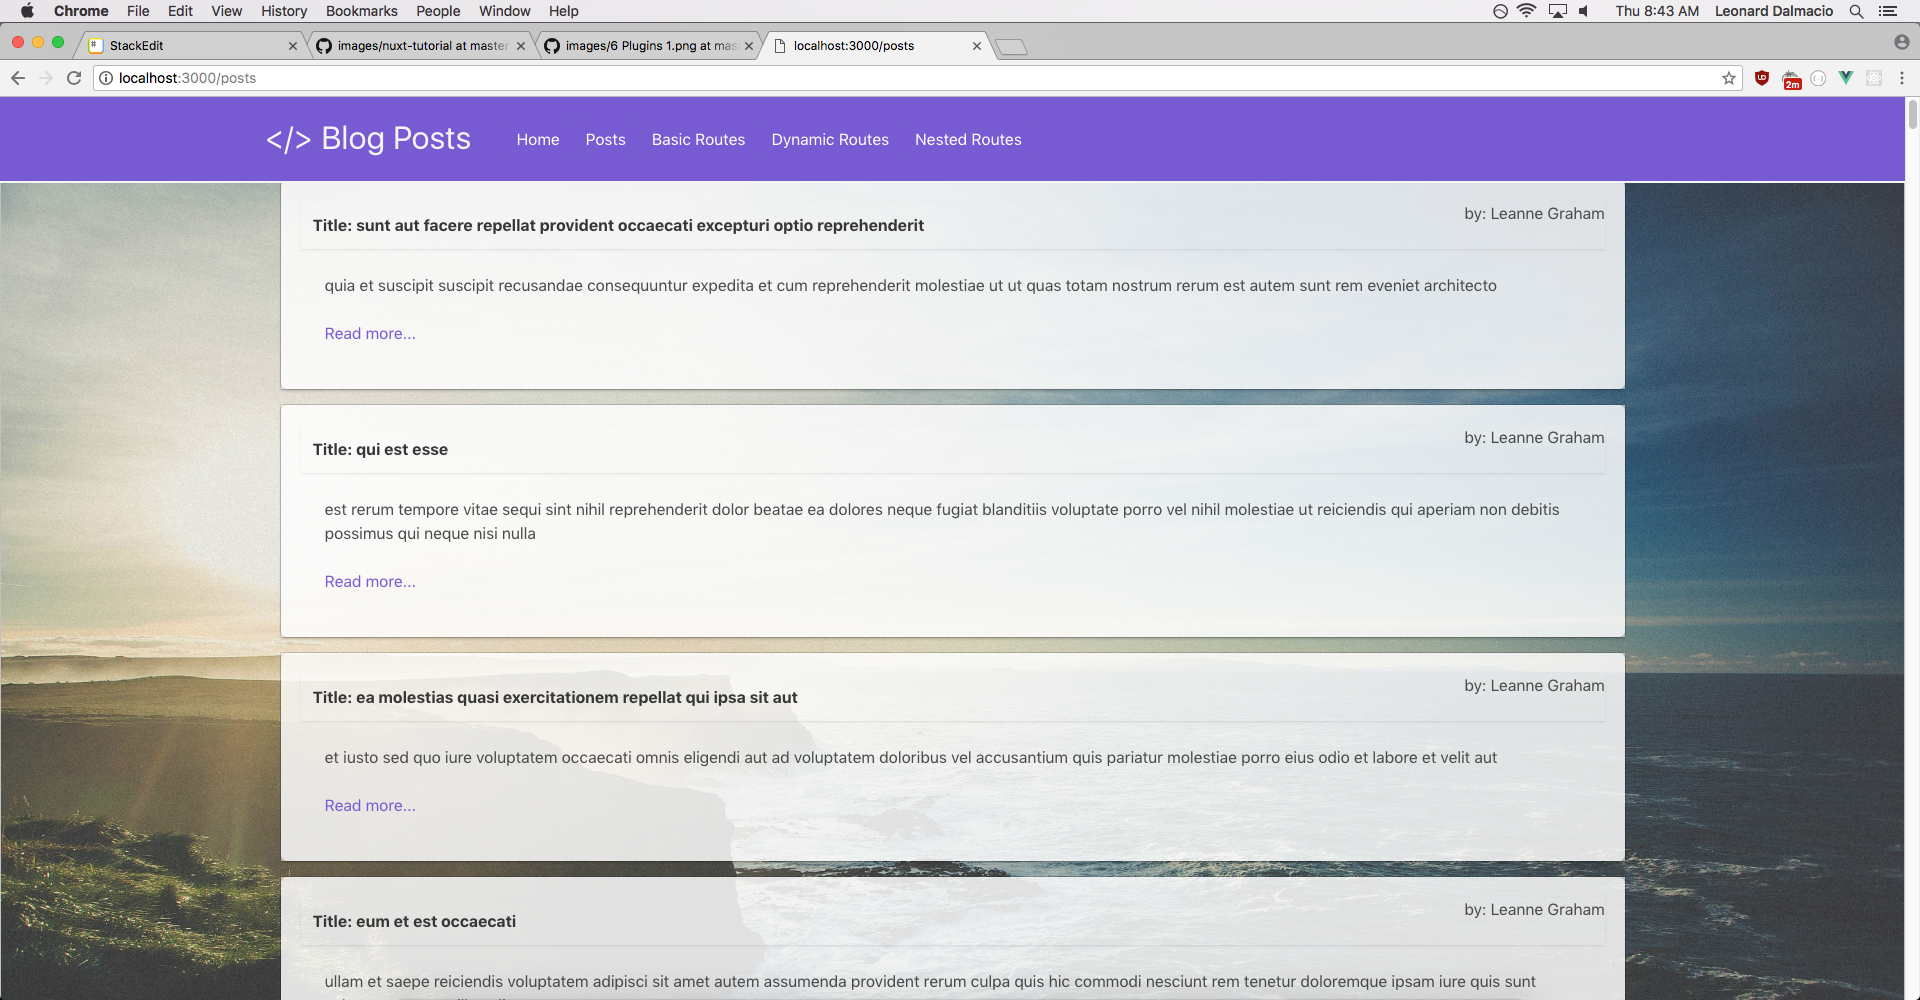 Chrome File Edit View History Bookmarks People Window Help Thu 8:43 AM Leonard Dalmacio
StackEdit images/nuxt-tutorial at master images/6 Plugins 1.png at mas localhost:3000/posts
localhost:3000/posts 2m
</> Blog Posts Home Posts Basic Routes Dynamic Routes Nested Routes
Title: sunt aut facere repellat provident occaecati excepturi optio reprehenderit by: Leanne Graham
quia et suscipit suscipit recusandae consequuntur expedita et cum reprehenderit molestiae ut ut quas totam nostrum rerum est autem sunt rem eveniet architecto
Read more...
Title: qui est esse by: Leanne Graham
est rerum tempore vitae sequi sint nihil reprehenderit dolor beatae ea dolores neque fugiat blanditiis voluptate porro vel nihil molestiae ut reiciendis qui aperiam non debitis
possimus qui neque nisi nulla
Read more...
Title: ea molestias quasi exercitationem repellat qui ipsa sit aut by: Leanne Graham
et iusto sed quo iure voluptatem occaecati omnis eligendi aut ad voluptatem doloribus vel accusantium quis pariatur molestiae porro eius odio et labore et velit aut
Read more...
Title: eum et est occaecati by: Leanne Graham
ullam et saepe reiciendis voluptatem adipisci sit amet autem assumenda provident rerum culpa quis hic commodi nesciunt rem tenetur doloremque ipsam iure quis sunt